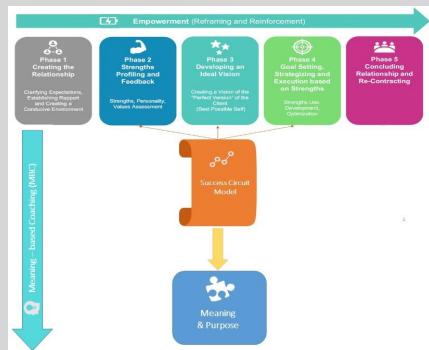 Empowerment (Reframing and Reinforcement)
Phase 1
Creating the
Relationship
Clarifying Expectations,
Establishing Rapport
and Creating a
Conducive Environment
Phase 2
Strengths
Profiling and
Feedback
Strengths, Personality,
Values Assessment
Phase 3
Developing an
Ideal Vision
Creating a Vision of the
"Perfect Version" of the
Client
(Best Possible Self)
Phase 4
Goal Setting,
Strategizing and
Execution based
on Strengths
Strengths Use,
Development,
Optimization
Phase 5
Concluding
Relationship and
Re-Contracting
Meaning – based Coaching (MBC)
Success Circuit
Model
Meaning
& Purpose